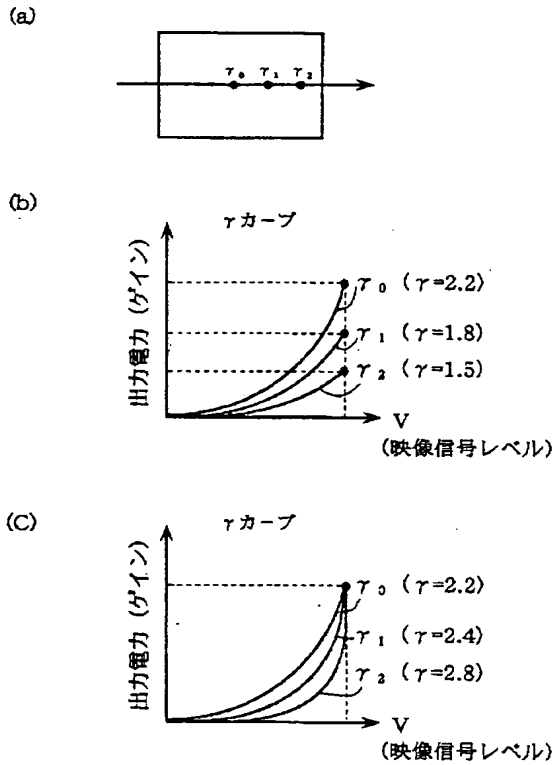 (a)
γ₀ γ₁ γ₂
(b)
γカーブ
出力電力 (ゲイン)
γ₀ (γ=2.2)
γ₁ (γ=1.8)
γ₂ (γ=1.5)
V
(映像信号レベル)
(C)
γカーブ
出力電力 (ゲイン)
γ₀ (γ=2.2)
γ₁ (γ=2.4)
γ₂ (γ=2.8)
V
(映像信号レベル)